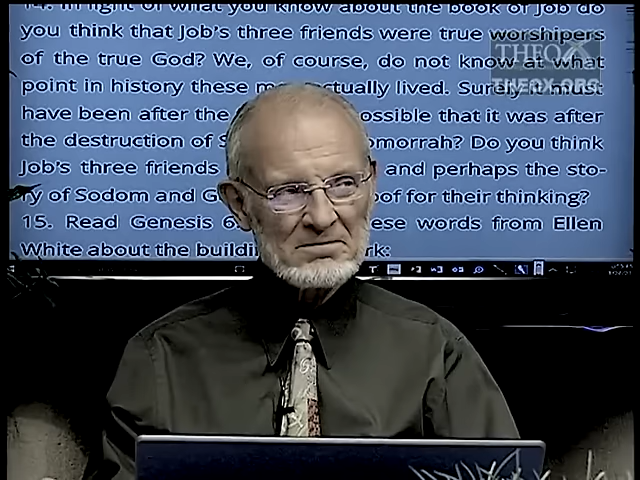 14. In light of what you know about the book of Job do
you think that Job's three friends were true worshipers
of the true God? We, of course, do not know at what
point in history these m actually lived. Surely it must
have been after the ossible that it was after
the destruction of S omorrah? Do you think
Job's three friends and perhaps the sto-
ry of Sodom and G oof for their thinking?
15. Read Genesis 6: ese words from Ellen
White about the buildi rk:
THEOX
THEOX.ORG